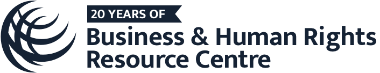 20 YEARS OF
Business & Human Rights
Resource Centre